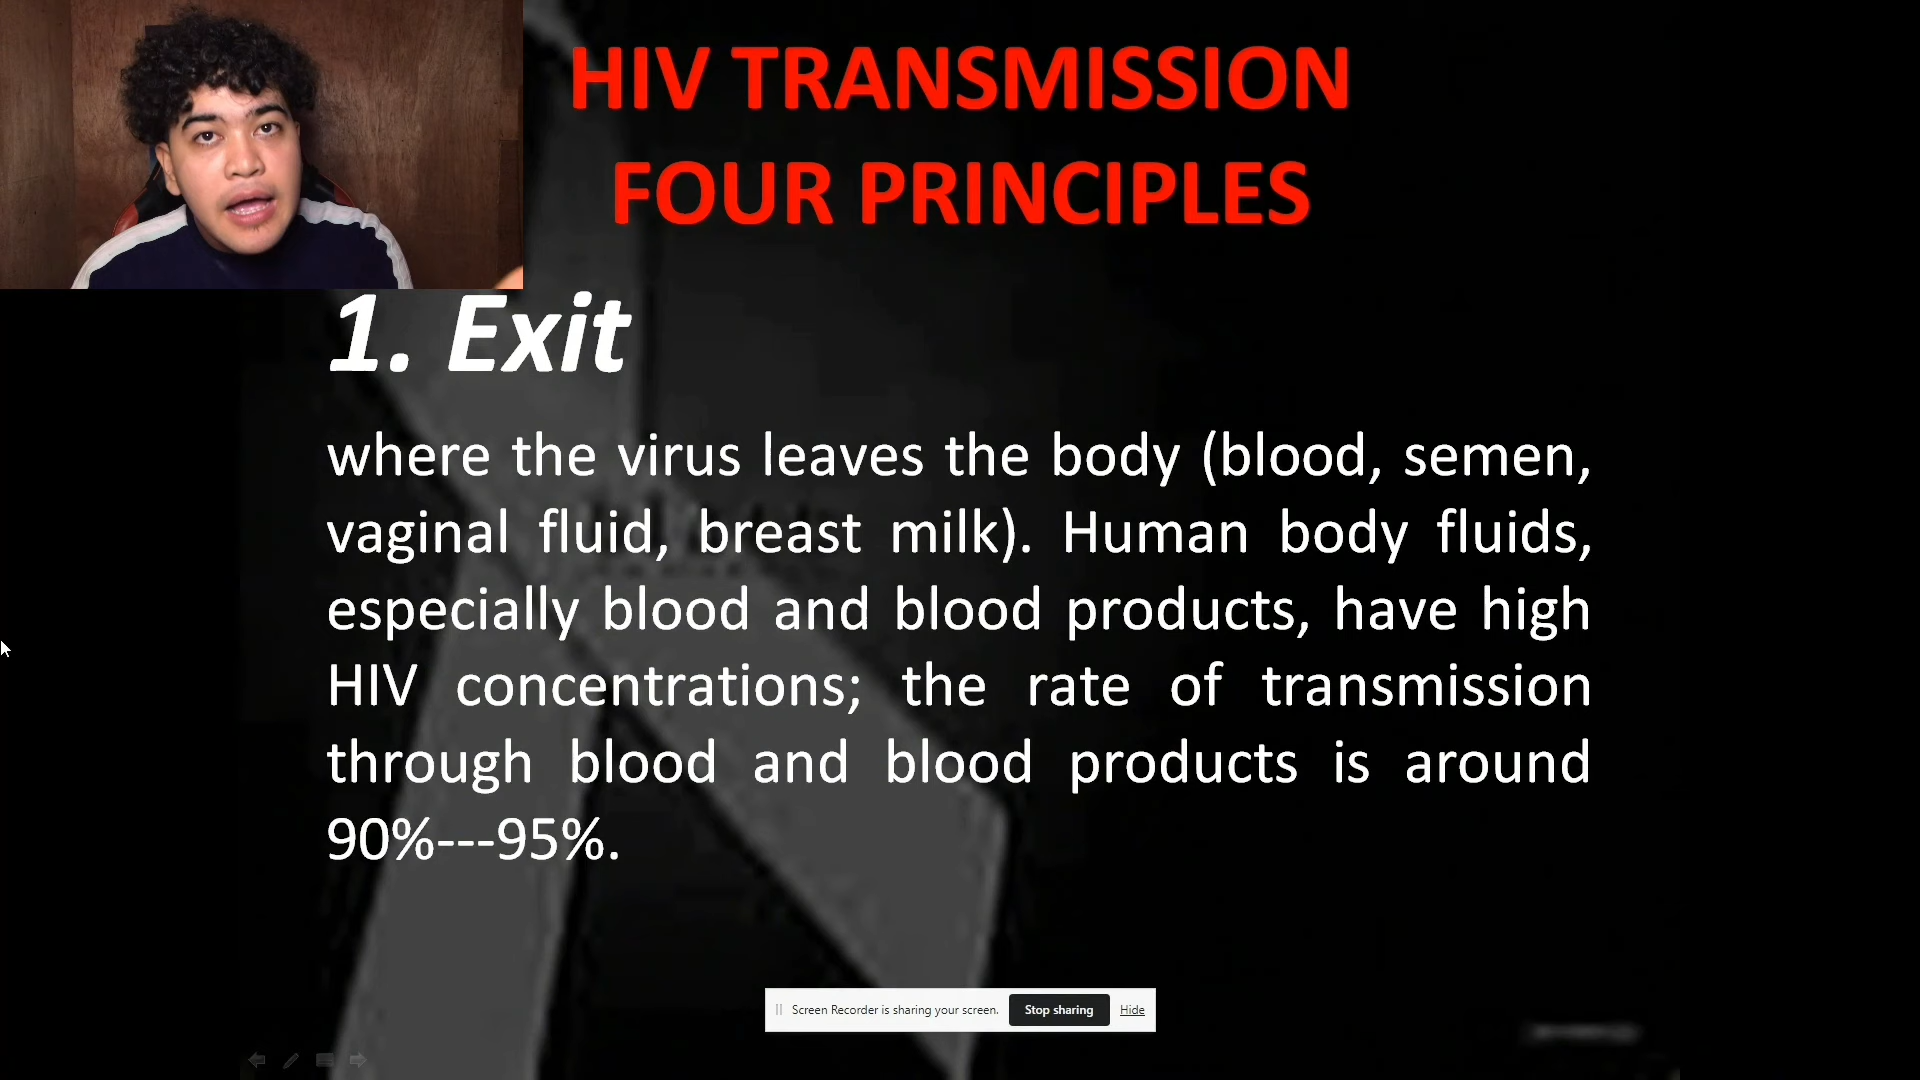 HIV TRANSMISSION
FOUR PRINCIPLES
1. Exit
where the virus leaves the body (blood, semen,
vaginal fluid, breast milk). Human body fluids,
especially blood and blood products, have high
HIV concentrations; the rate of transmission
through blood and blood products is around
90%---95%.
Screen Recorder is sharing your screen. Stop sharing Hide